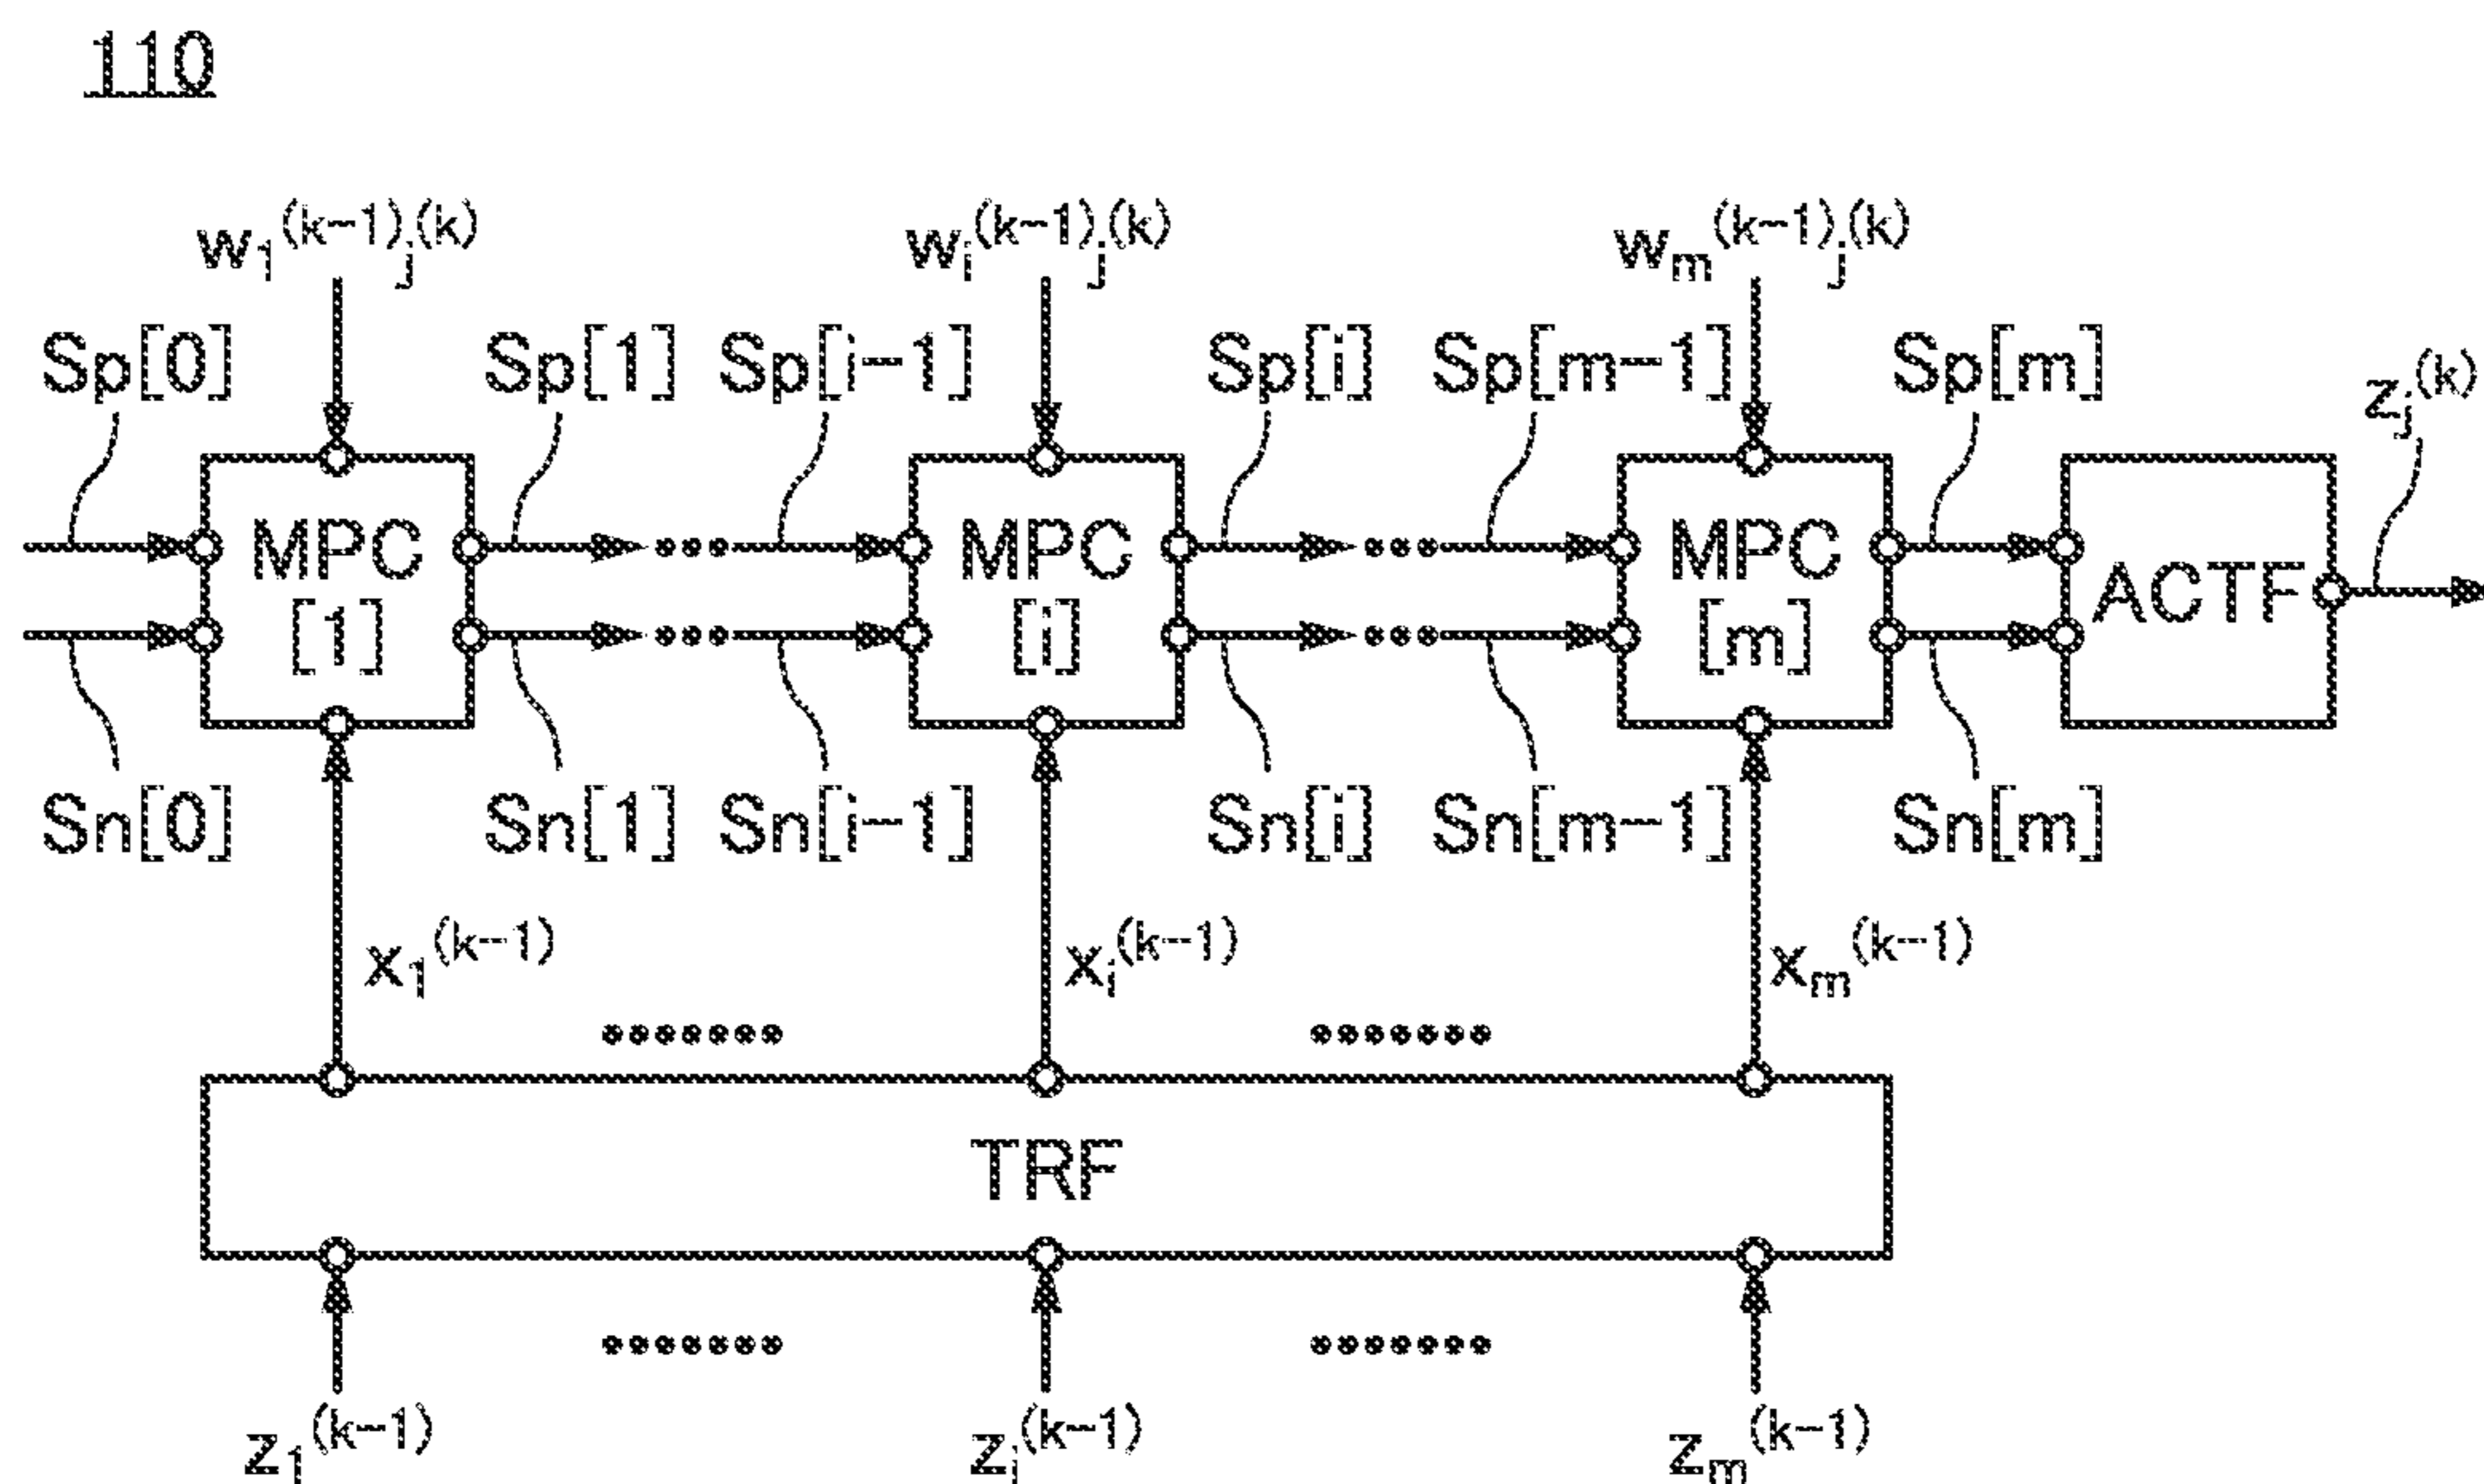 110
w₁⁽ᵏ⁻¹⁾ⱼ⁽ᵏ⁾ wᵢ⁽ᵏ⁻¹⁾ⱼ⁽ᵏ⁾ wₘ⁽ᵏ⁻¹⁾ⱼ⁽ᵏ⁾
Sp[0] Sp[1] Sp[i-1] Sp[i] Sp[m-1] Sp[m] zⱼ⁽ᵏ⁾
MPC MPC MPC ACTF
[1] [i] [m]
Sn[0] Sn[1] Sn[i-1] Sn[i] Sn[m-1] Sn[m]
x₁⁽ᵏ⁻¹⁾ xᵢ⁽ᵏ⁻¹⁾ xₘ⁽ᵏ⁻¹⁾
TRF
z₁⁽ᵏ⁻¹⁾ zᵢ⁽ᵏ⁻¹⁾ zₘ⁽ᵏ⁻¹⁾